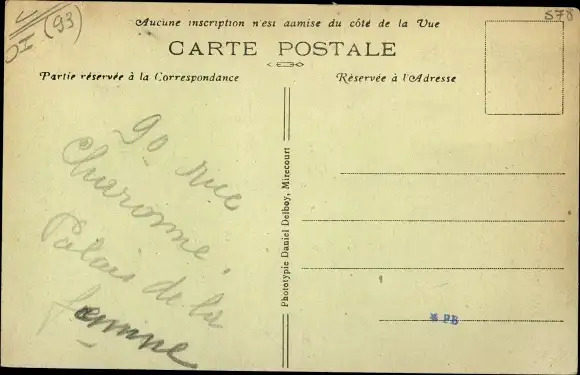 (93)
578
Aucune inscription n'est admise du côté de la Vue
CARTE POSTALE
Partie réservée à la Correspondance
Réservée à l'Adresse
90 rue
Charonne,
Palais de la
femme
Phototypie Daniel Delboy, Mirecourt
* PB